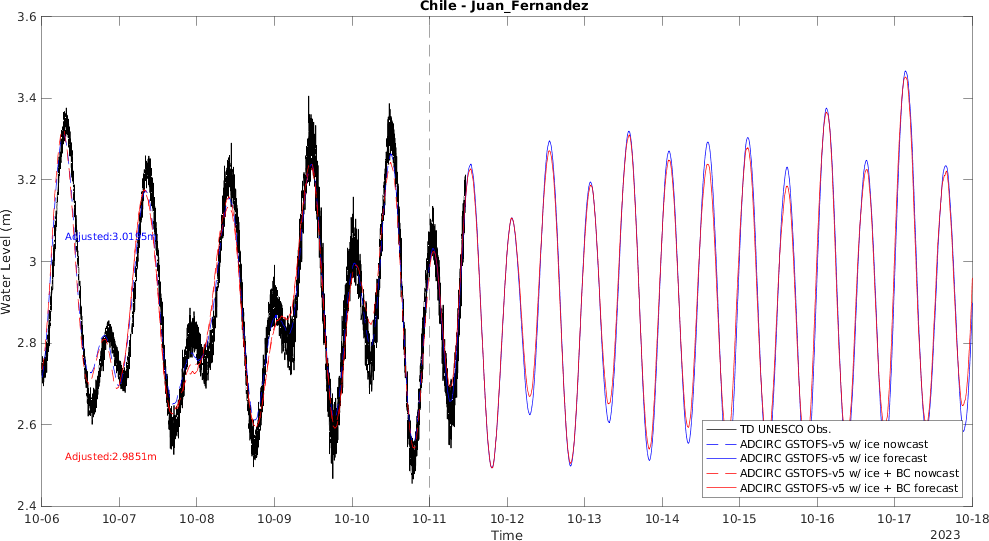 Chile - Juan_Fernandez
Water Level (m)
3.6
3.4
3.2
3
2.8
2.6
2.4
Adjusted:3.0195m
Adjusted:2.9851m
TD UNESCO Obs.
ADCIRC GSTOFS-v5 w/ ice nowcast
ADCIRC GSTOFS-v5 w/ ice forecast
ADCIRC GSTOFS-v5 w/ ice + BC nowcast
ADCIRC GSTOFS-v5 w/ ice + BC forecast
10-06 10-07 10-08 10-09 10-10 10-11 10-12 10-13 10-14 10-15 10-16 10-17 10-18
Time
2023